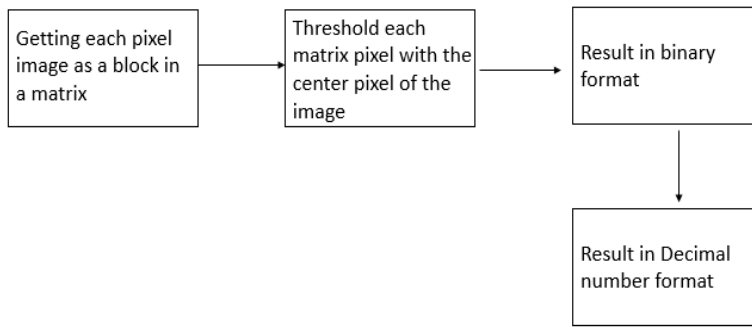 Getting each pixel
image as a block in
a matrix
Threshold each
matrix pixel with the
center pixel of the
image
Result in binary
format
Result in Decimal
number format